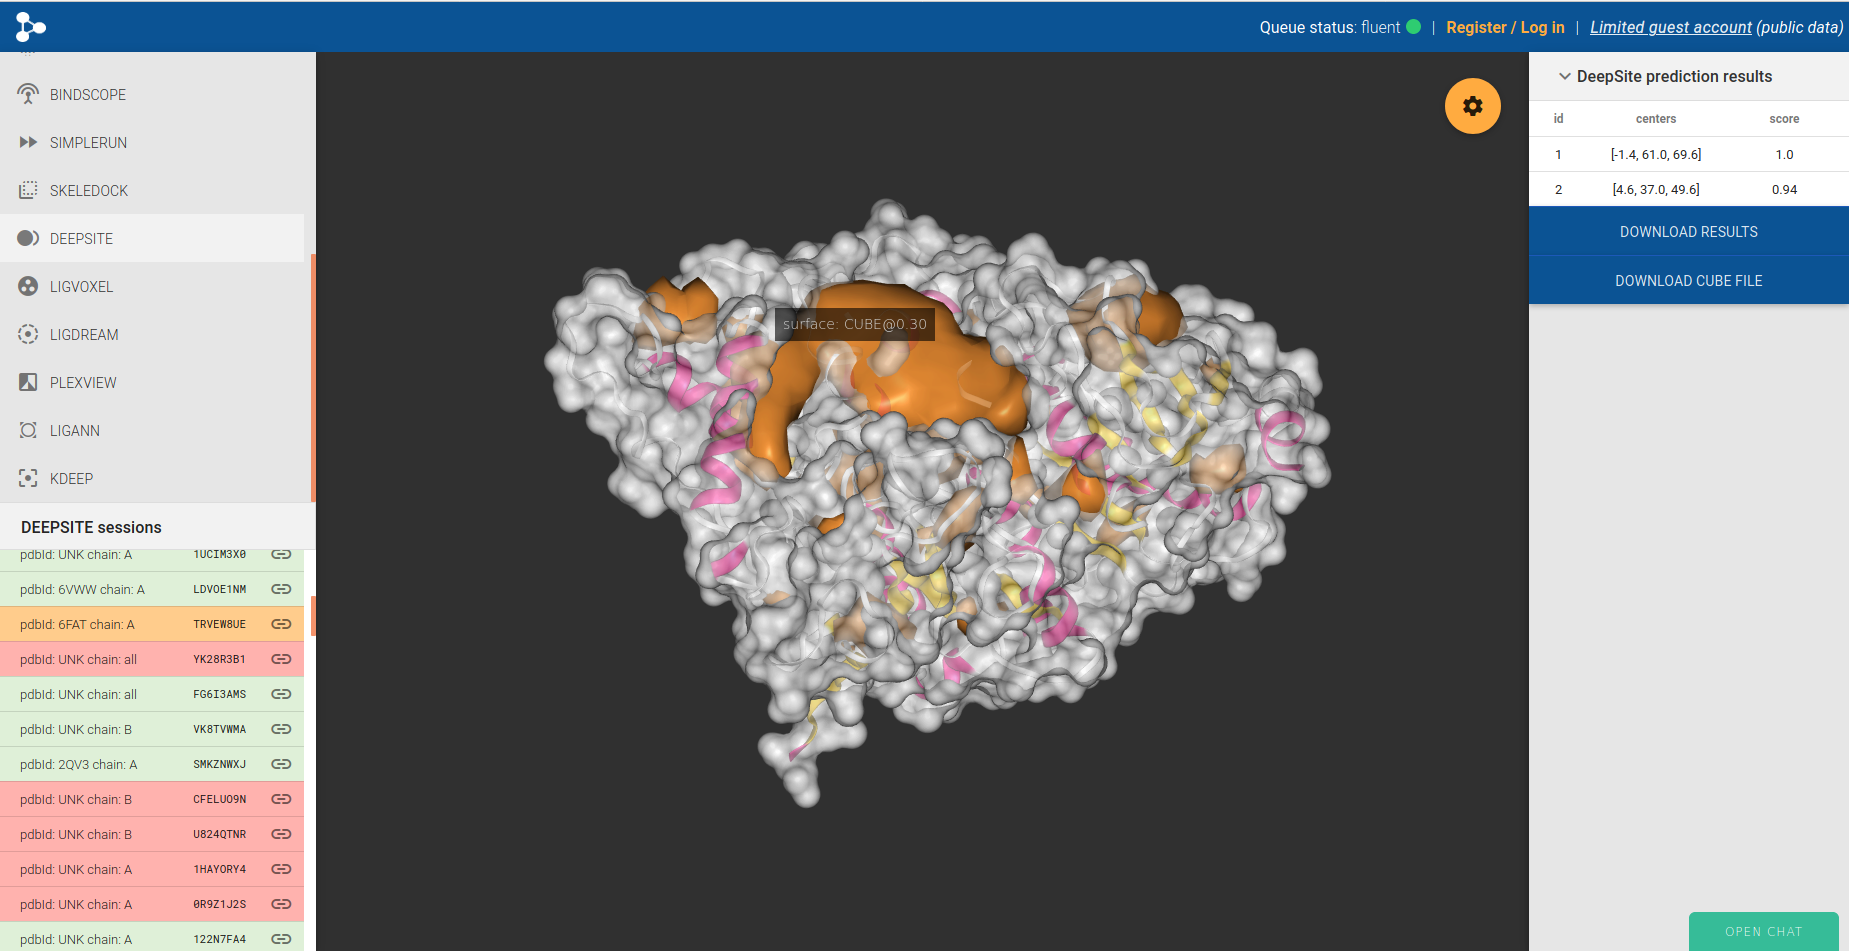 Queue status: fluent | Register / Log in | Limited guest account (public data)
BINDSCOPE
SIMPLERUN
SKELEDOCK
DEEPSITE
LIGVOXEL
LIGDREAM
PLEXVIEW
LIGANN
KDEEP
DEEPSITE sessions
pdbId: UNK chain: A 1UCIM3X0
pdbId: 6VWW chain: A LDVOE1NM
pdbId: 6FAT chain: A TRVEW8UE
pdbId: UNK chain: all YK28R3B1
pdbId: UNK chain: all FG6I3AMS
pdbId: UNK chain: B VK8TVWMA
pdbId: 2QV3 chain: A SMKZNWXJ
pdbId: UNK chain: B CFELUO9N
pdbId: UNK chain: B U824QTNR
pdbId: UNK chain: A 1HAYORY4
pdbId: UNK chain: A 0R9Z1J2S
pdbId: UNK chain: A 122N7FA4
surface: CUBE@0.30
DeepSite prediction results
id centers score
1 [-1.4, 61.0, 69.6] 1.0
2 [4.6, 37.0, 49.6] 0.94
DOWNLOAD RESULTS
DOWNLOAD CUBE FILE
OPEN CHAT